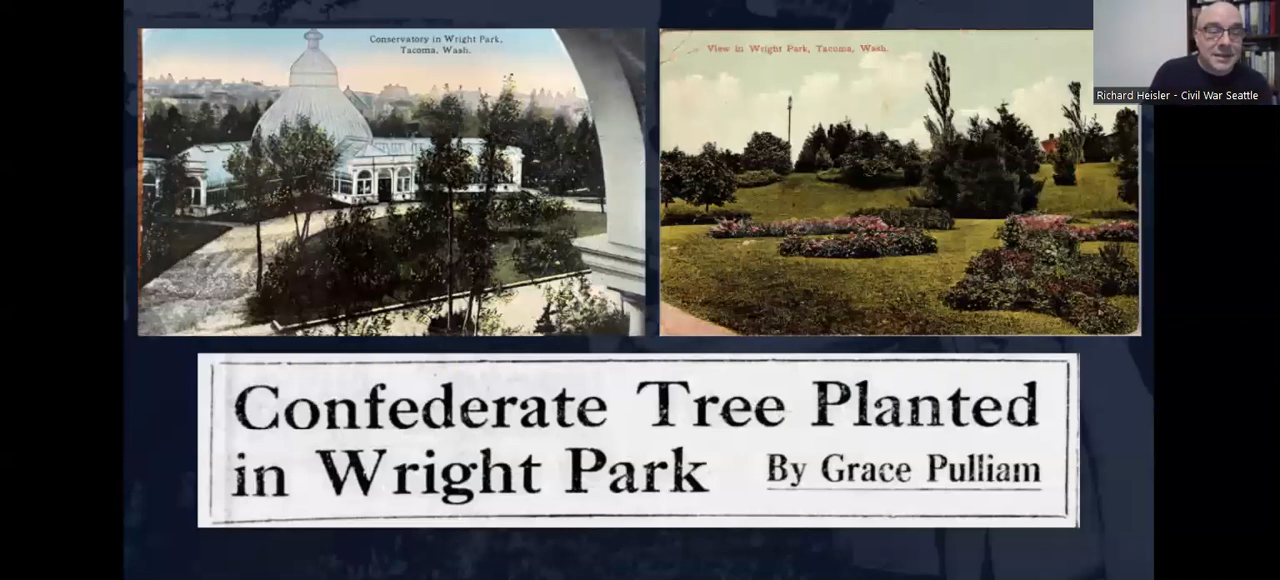 Conservatory in Wright Park,
Tacoma, Wash.
View in Wright Park, Tacoma, Wash.
Richard Heisler - Civil War Seattle
Confederate Tree Planted
in Wright Park By Grace Pulliam